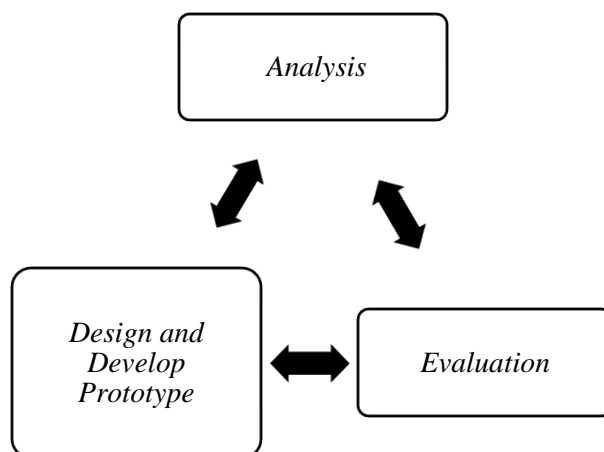 Analysis
Design and
Develop
Prototype
Evaluation